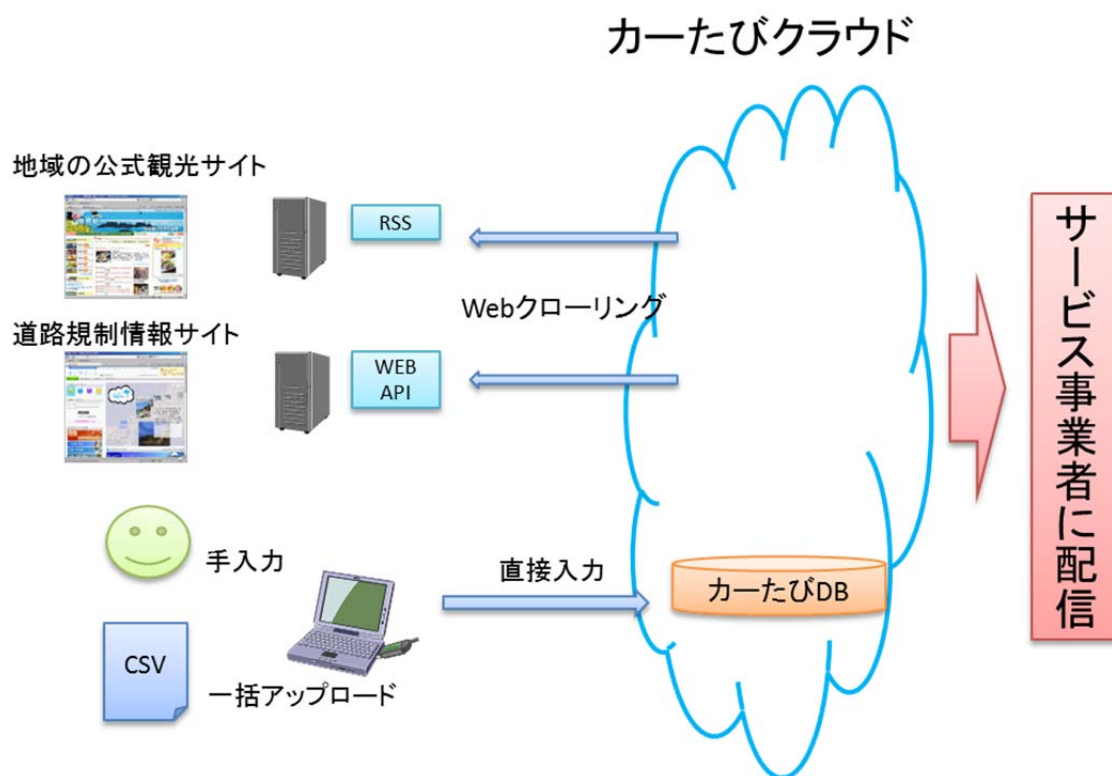 カーたびクラウド
地域の公式観光サイト
RSS
Webクローリング
道路規制情報サイト
WEB
API
手入力
直接入力
カーたびDB
CSV
一括アップロード
サービス事業者に配信